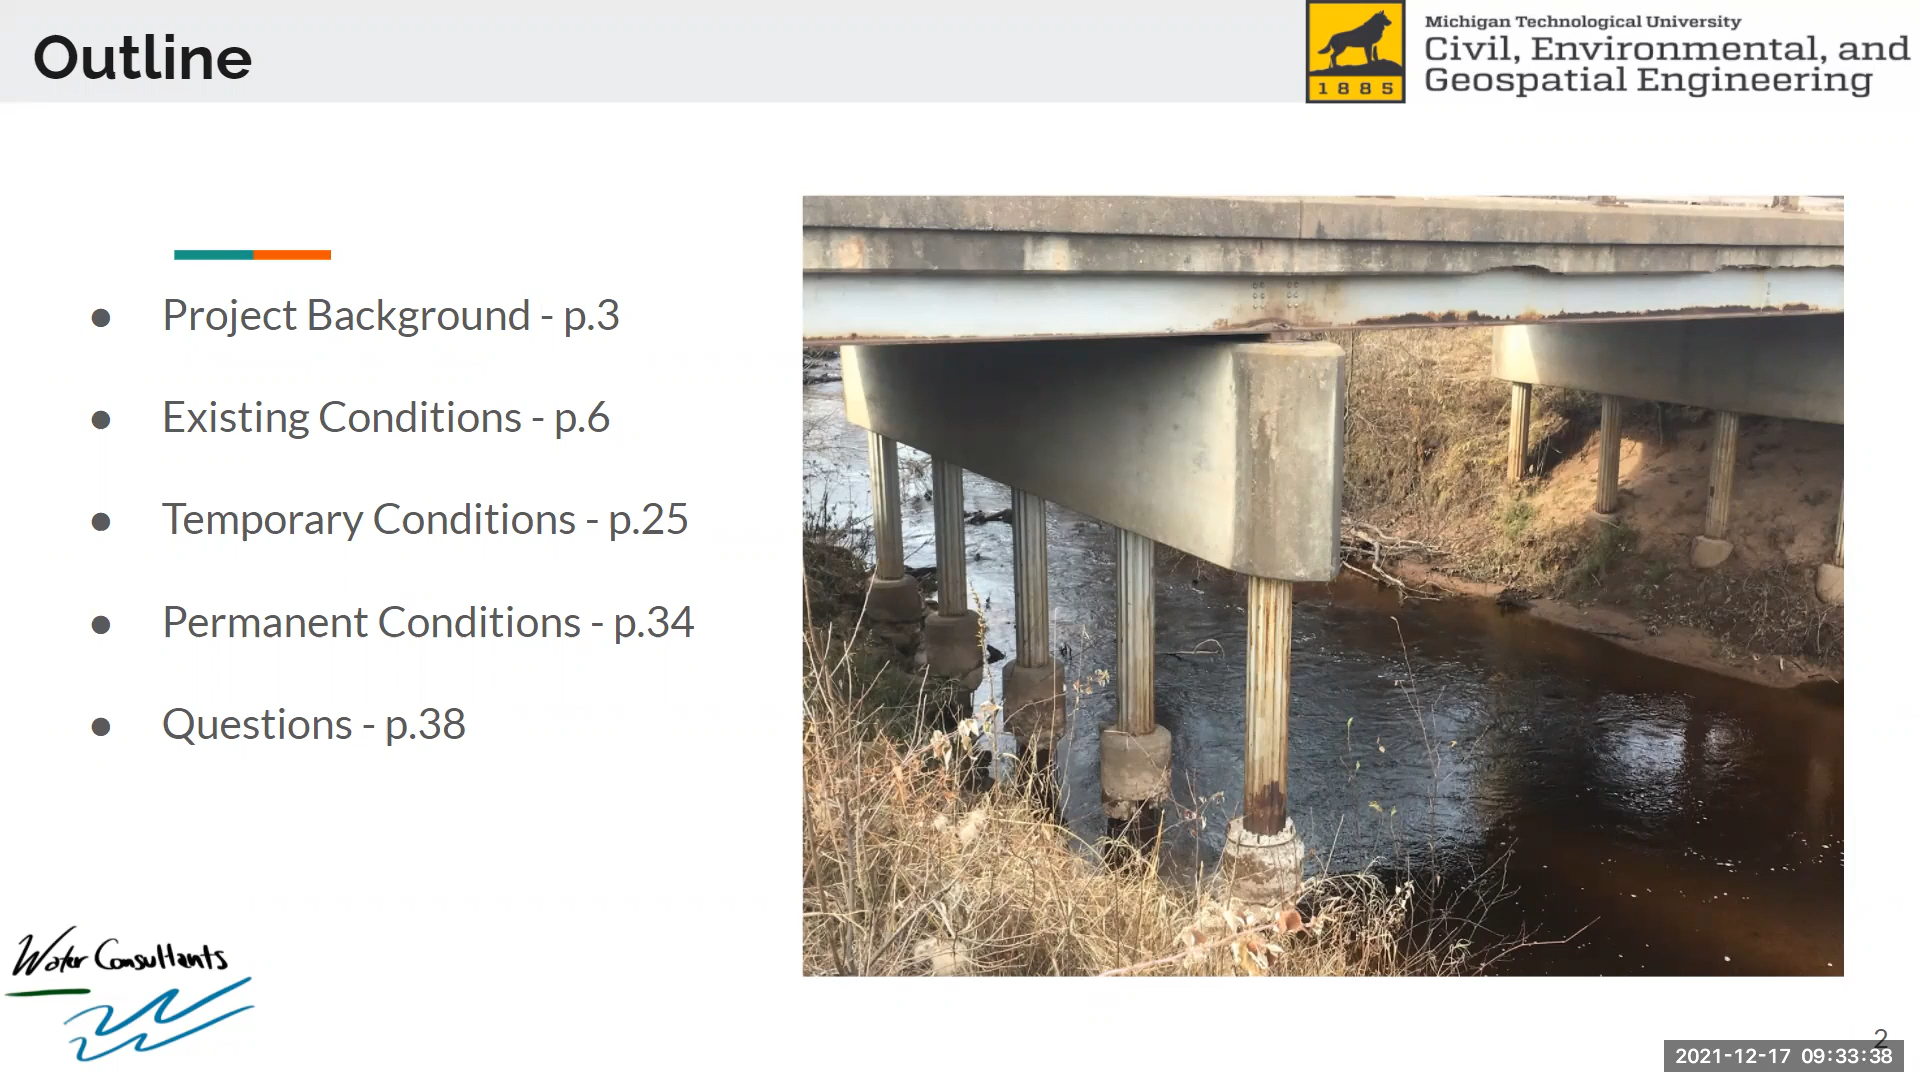 Outline
1885
Michigan Technological University
Civil, Environmental, and
Geospatial Engineering
● Project Background - p.3
● Existing Conditions - p.6
● Temporary Conditions - p.25
● Permanent Conditions - p.34
● Questions - p.38
Water Consultants
2
2021-12-17 09:33:38